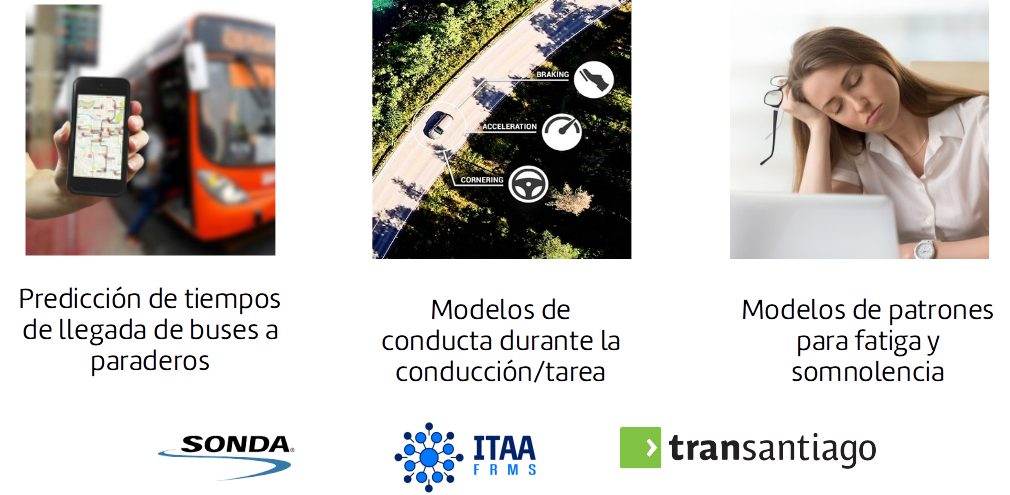 BRAKING
ACCELERATION
CORNERING
Predicción de tiempos
de llegada de buses a
paraderos
Modelos de
conducta durante la
conducción/tarea
Modelos de patrones
para fatiga y
somnolencia
SONDA®
ITAA
FRMS
transantiago